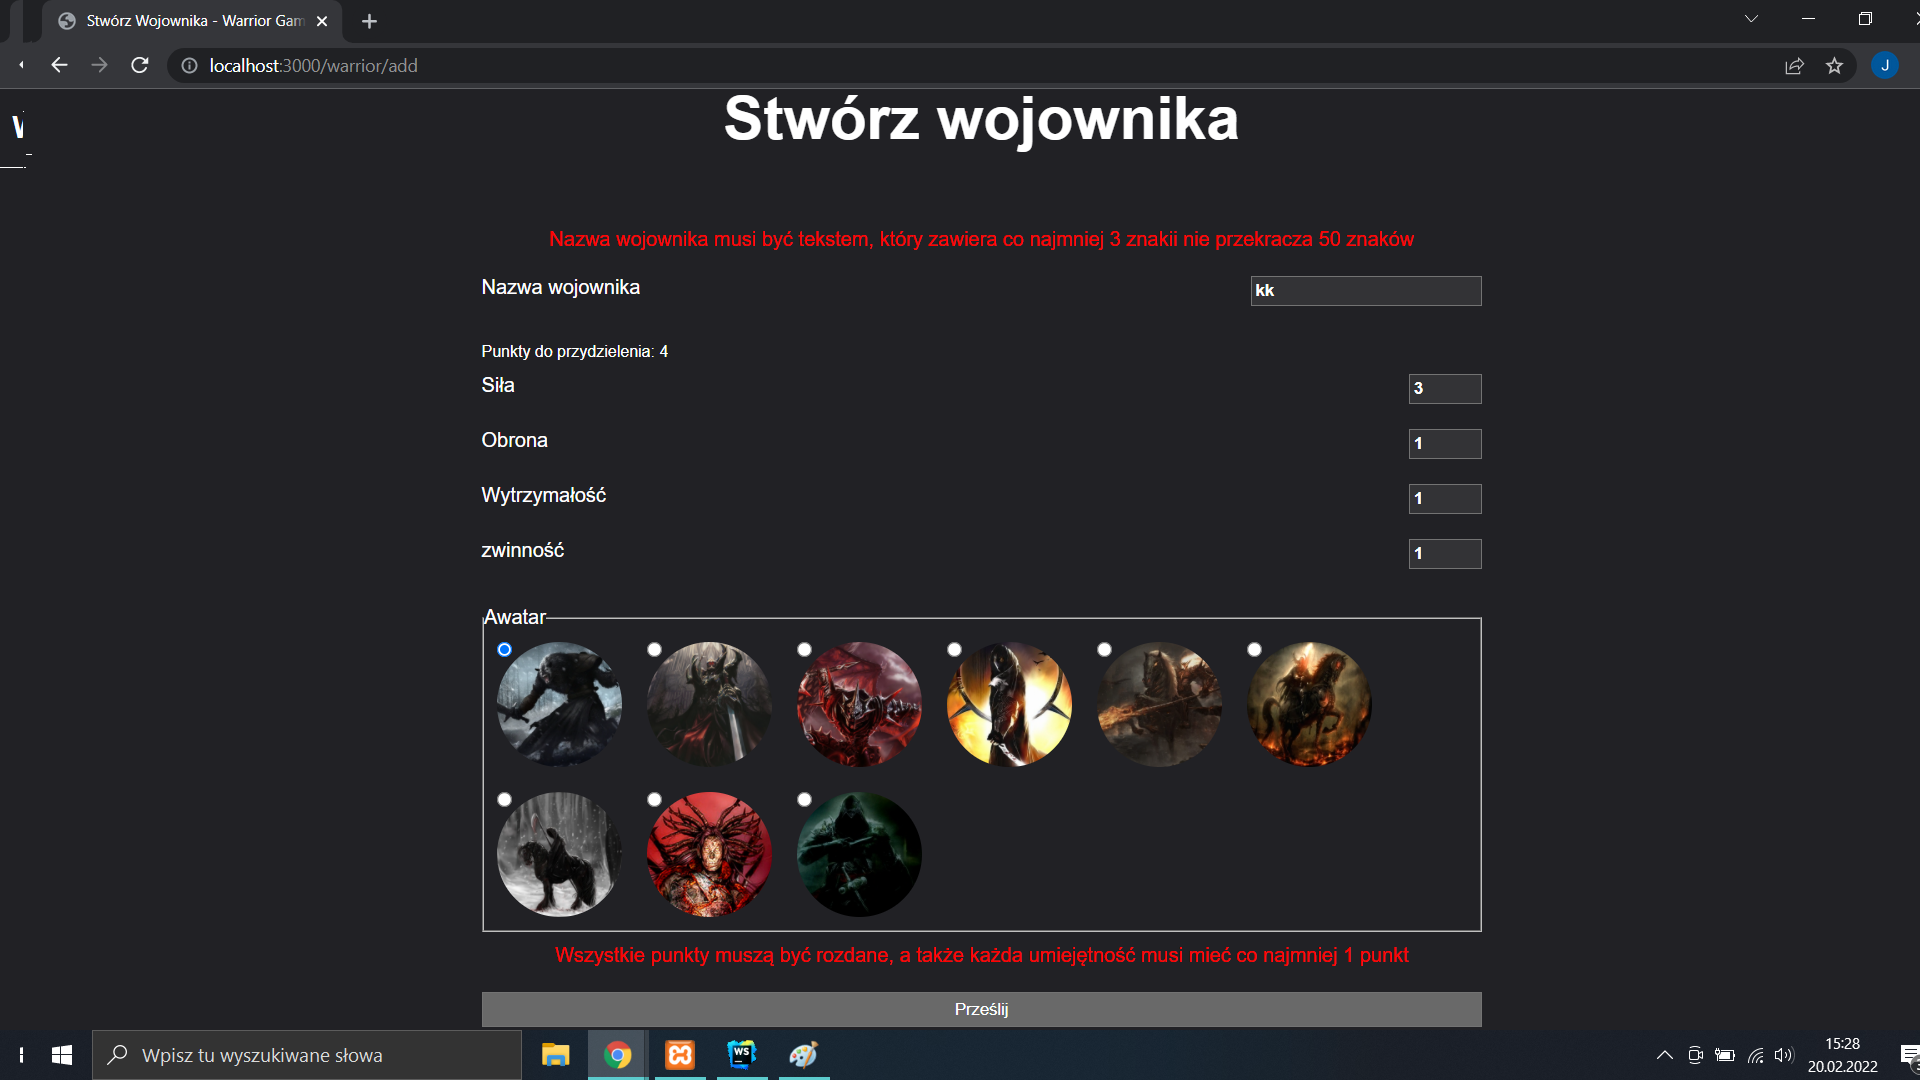 Stwórz Wojownika - Warrior Gam
localhost:3000/warrior/add
J
Stwórz wojownika
Nazwa wojownika musi być tekstem, który zawiera co najmniej 3 znakii nie przekracza 50 znaków
Nazwa wojownika
kk
Punkty do przydzielenia: 4
Siła
3
Obrona
1
Wytrzymałość
1
zwinność
1
Awatar
Wszystkie punkty muszą być rozdane, a także każda umiejętność musi mieć co najmniej 1 punkt
Prześlij
Wpisz tu wyszukiwane słowa
WS
15:28
20.02.2022